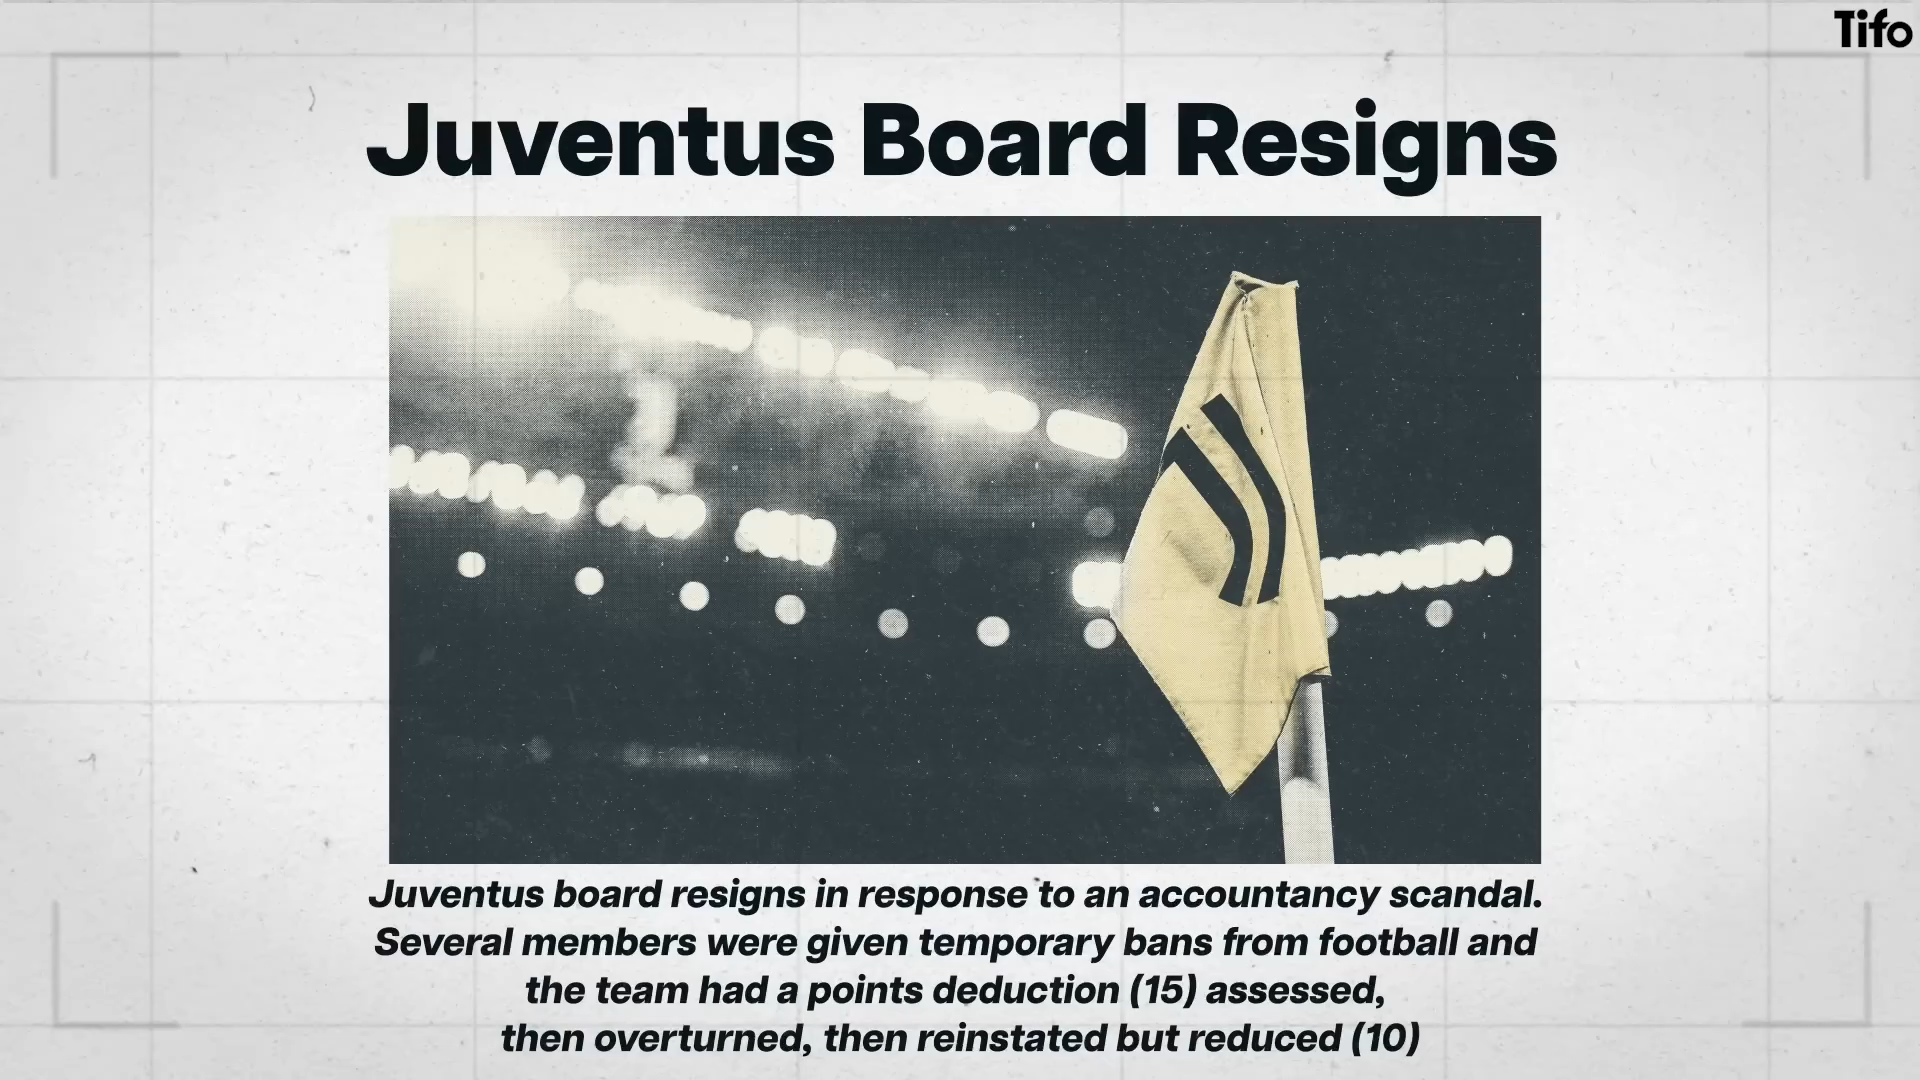 Tifo
Juventus Board Resigns
Juventus board resigns in response to an accountancy scandal.
Several members were given temporary bans from football and
the team had a points deduction (15) assessed,
then overturned, then reinstated but reduced (10)